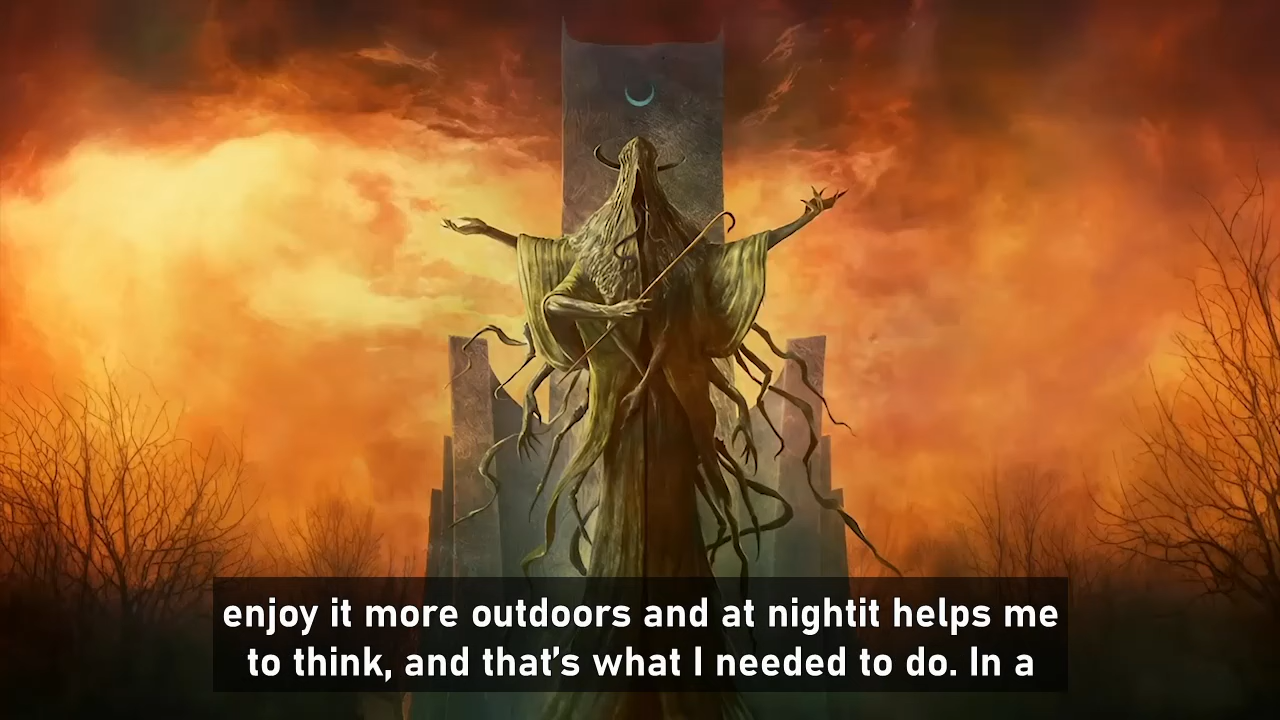 enjoy it more outdoors and at nightit helps me
to think, and that's what I needed to do. In a